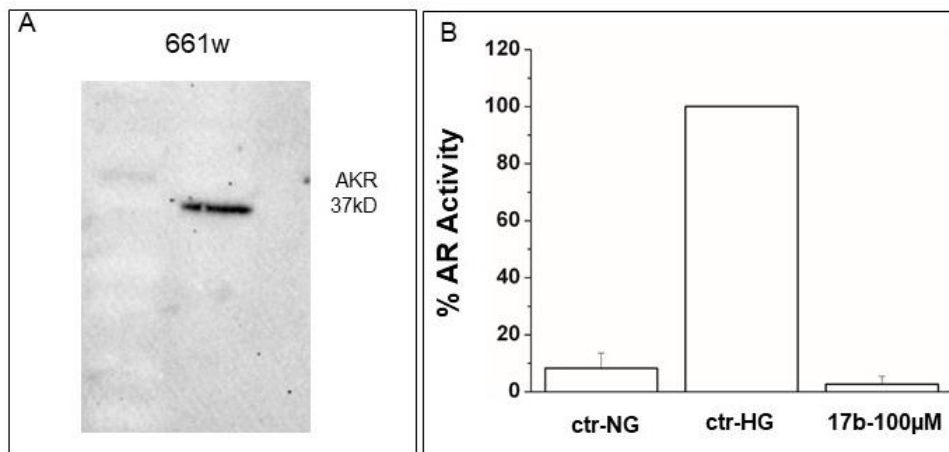 A
661w
AKR
37kD
B
% AR Activity
120
100
80
60
40
20
0
ctr-NG
ctr-HG
17b-100µM